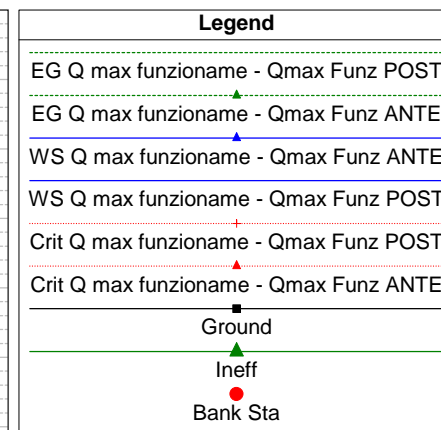 Legend
EG Q max funzioname - Qmax Funz POST
EG Q max funzioname - Qmax Funz ANTE
WS Q max funzioname - Qmax Funz ANTE
WS Q max funzioname - Qmax Funz POST
Crit Q max funzioname - Qmax Funz POST
Crit Q max funzioname - Qmax Funz ANTE
Ground
Ineff
Bank Sta